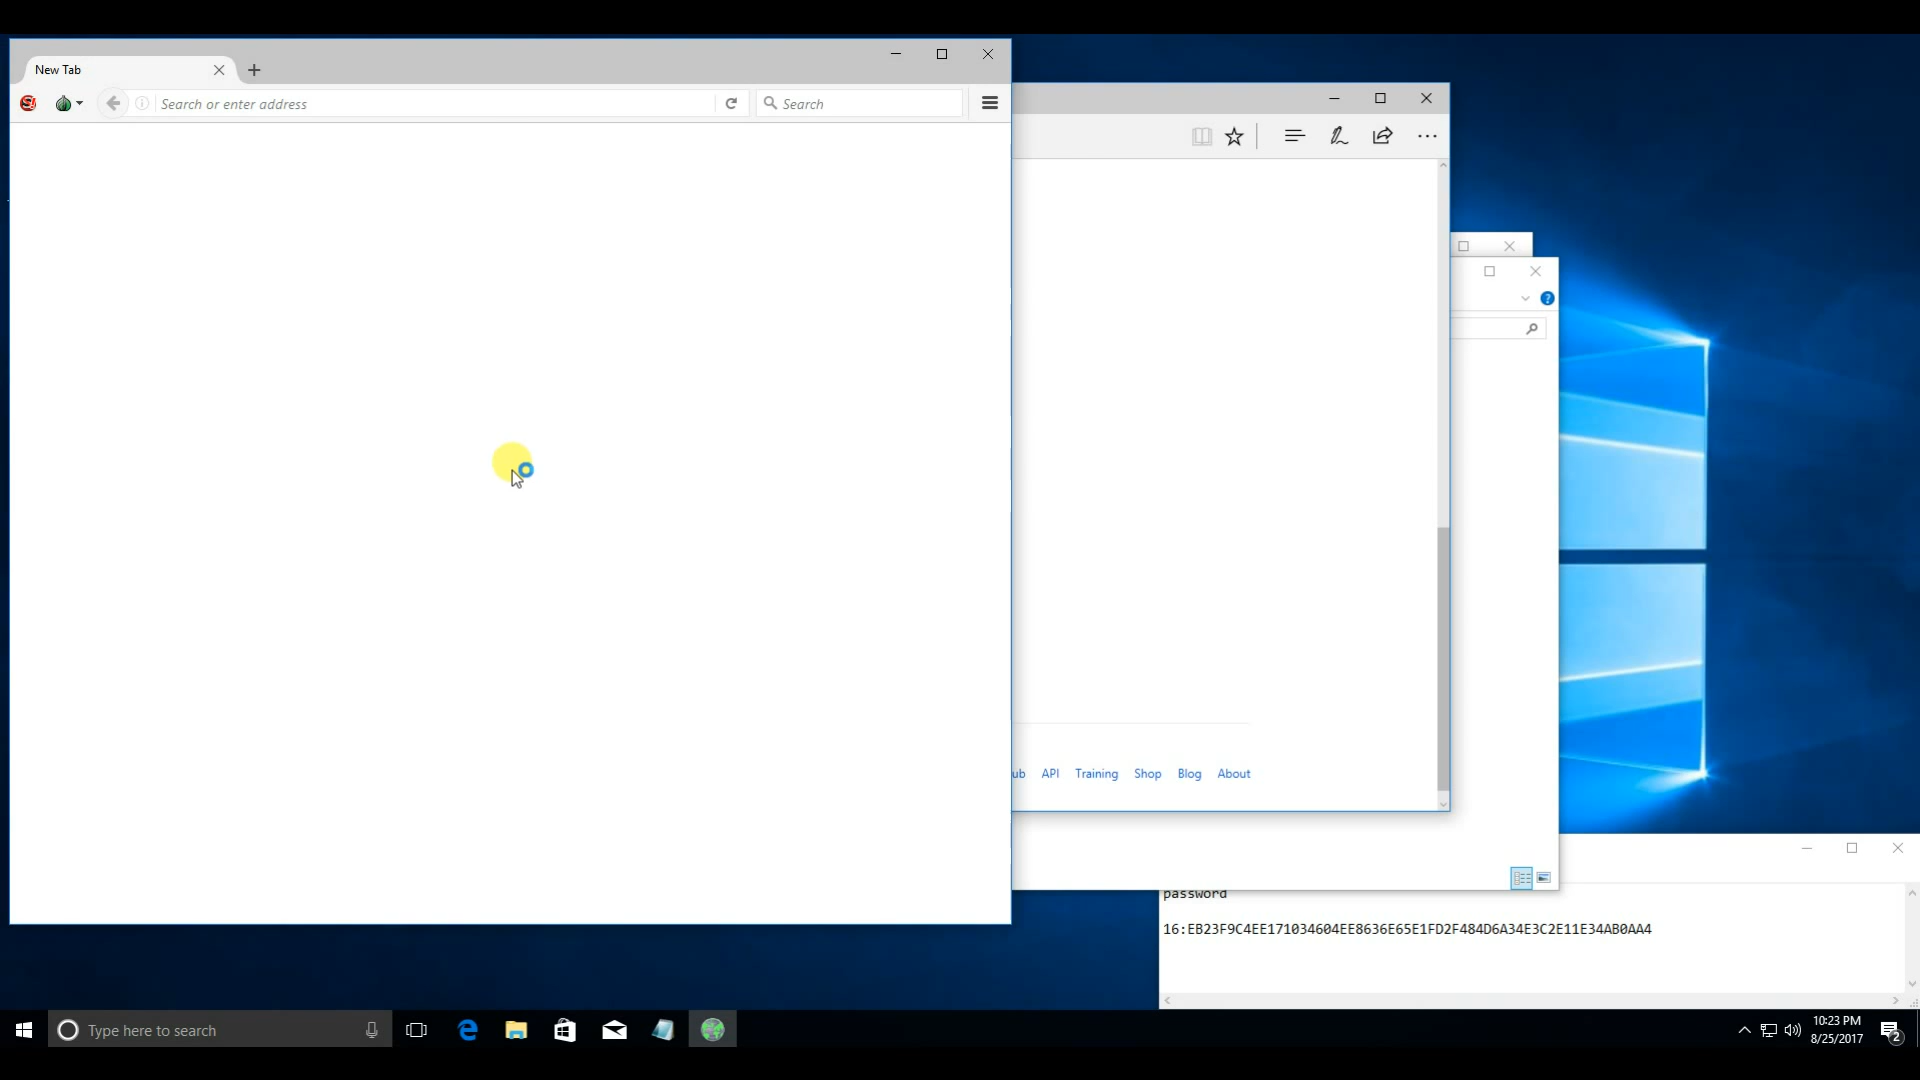 New Tab
Search or enter address
Search
ub API Training Shop Blog About
password
16:EB23F9C4EE171034604EE8636E65E1FD2F484D6A34E3C2E11E34AB0AA4
Type here to search
10:23 PM
8/25/2017
2